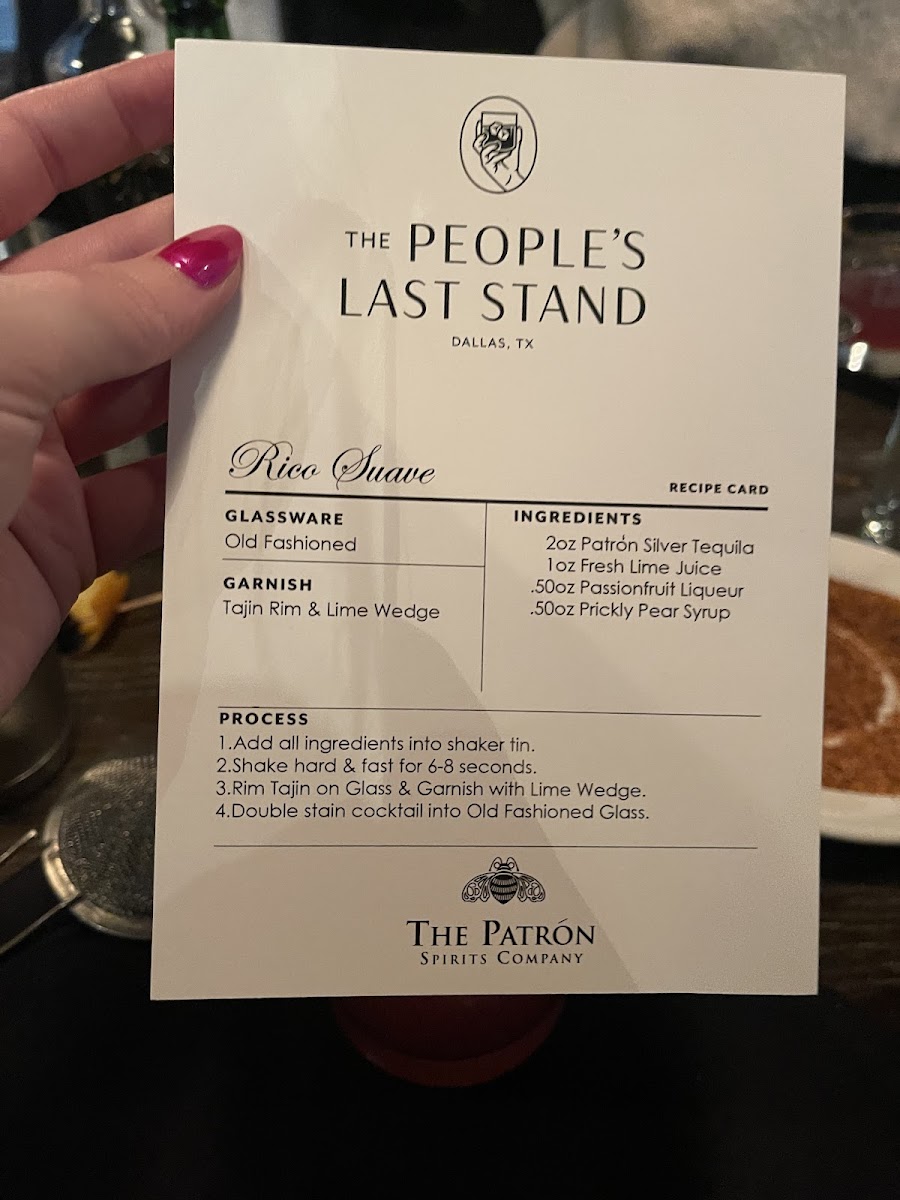 THE PEOPLE'S
LAST STAND
DALLAS, TX
Rico Suave
RECIPE CARD
GLASSWARE
Old Fashioned
GARNISH
Tajin Rim & Lime Wedge
INGREDIENTS
2oz Patrón Silver Tequila
1oz Fresh Lime Juice
.50oz Passionfruit Liqueur
.50oz Prickly Pear Syrup
PROCESS
1.Add all ingredients into shaker tin.
2.Shake hard & fast for 6-8 seconds.
3.Rim Tajin on Glass & Garnish with Lime Wedge.
4.Double stain cocktail into Old Fashioned Glass.
THE PATRÓN
SPIRITS COMPANY